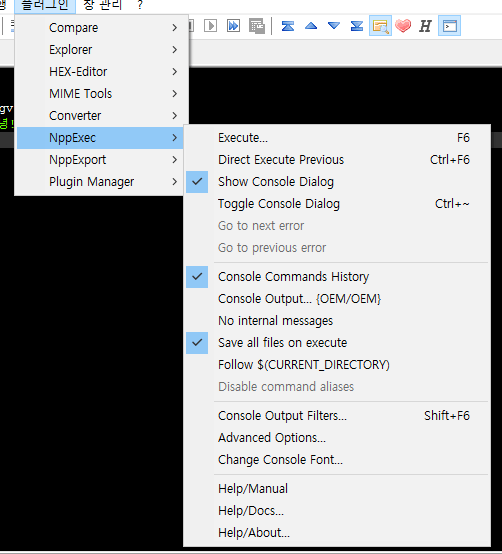 플러그인 창 관리 ?
H
Compare
Explorer
HEX-Editor
MIME Tools
Converter
NppExec
NppExport
Plugin Manager
Execute... F6
Direct Execute Previous Ctrl+F6
Show Console Dialog
Toggle Console Dialog Ctrl+~
Go to next error
Go to previous error
Console Commands History
Console Output... {OEM/OEM}
No internal messages
Save all files on execute
Follow $(CURRENT_DIRECTORY)
Disable command aliases
Console Output Filters... Shift+F6
Advanced Options...
Change Console Font...
Help/Manual
Help/Docs...
Help/About...